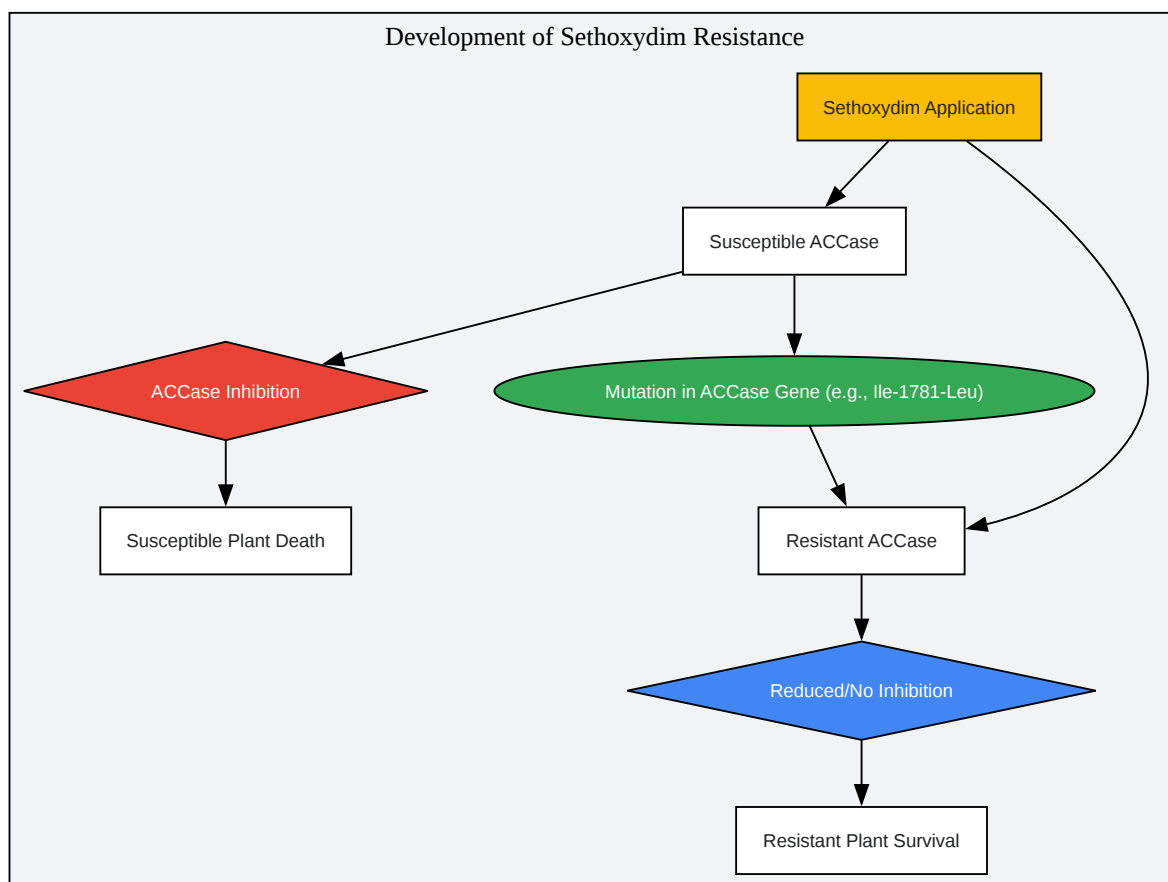 Development of Sethoxydim Resistance
Sethoxydim Application
Susceptible ACCase
ACCase Inhibition
Mutation in ACCase Gene (e.g., Ile-1781-Leu)
Susceptible Plant Death
Resistant ACCase
Reduced/No Inhibition
Resistant Plant Survival